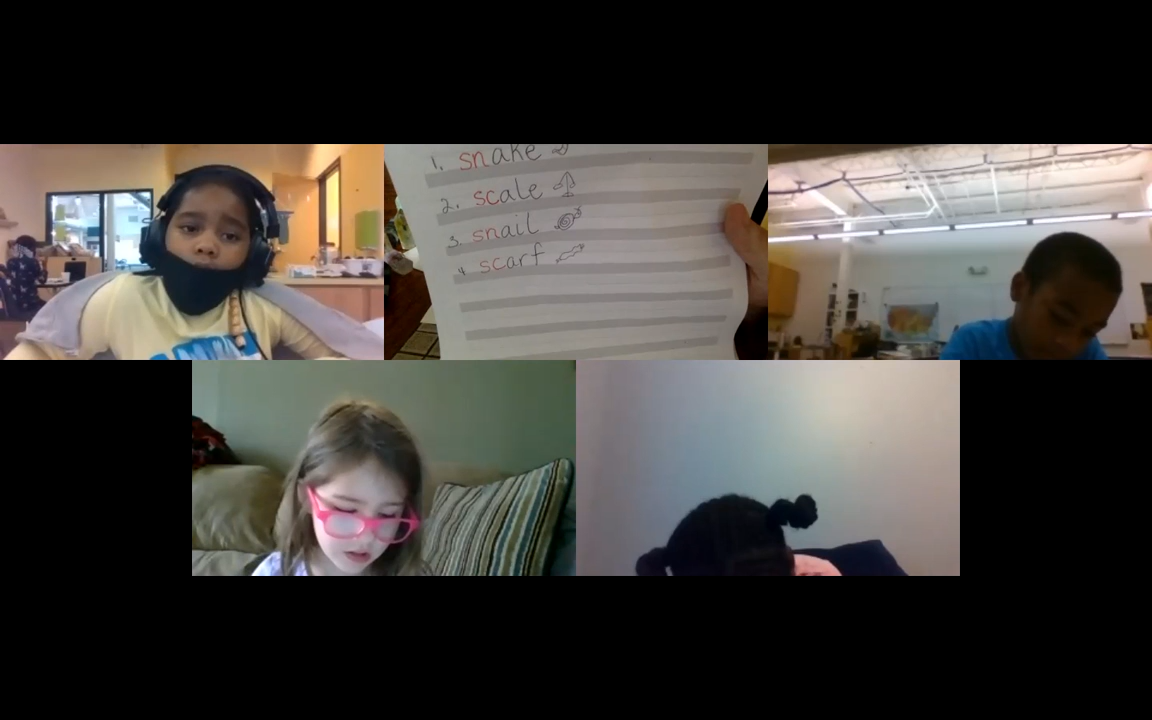 1. snake
2. scale
3. snail
4. scarf